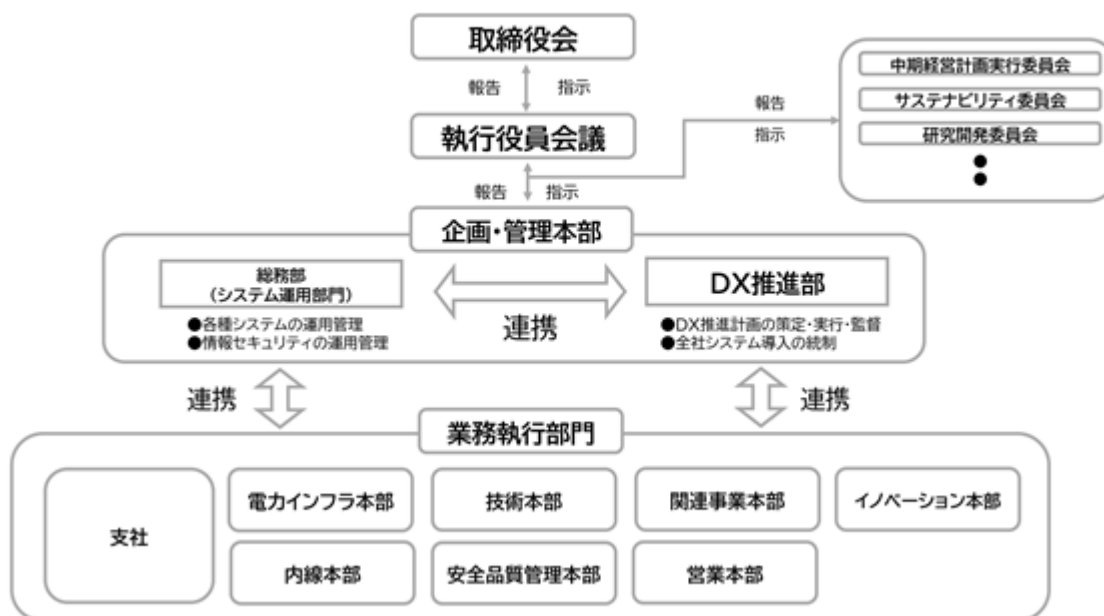 取締役会
報告 指示
執行役員会議
報告 指示
報告
指示
中期経営計画実行委員会
サステナビリティ委員会
研究開発委員会
企画・管理本部
総務部
(システム運用部門)
●各種システムの運用管理
●情報セキュリティの運用管理
連携
DX推進部
●DX推進計画の策定・実行・監督
●全社システム導入の統制
連携
連携
業務執行部門
支社
電力インフラ本部
技術本部
関連事業本部
イノベーション本部
内線本部
安全品質管理本部
営業本部